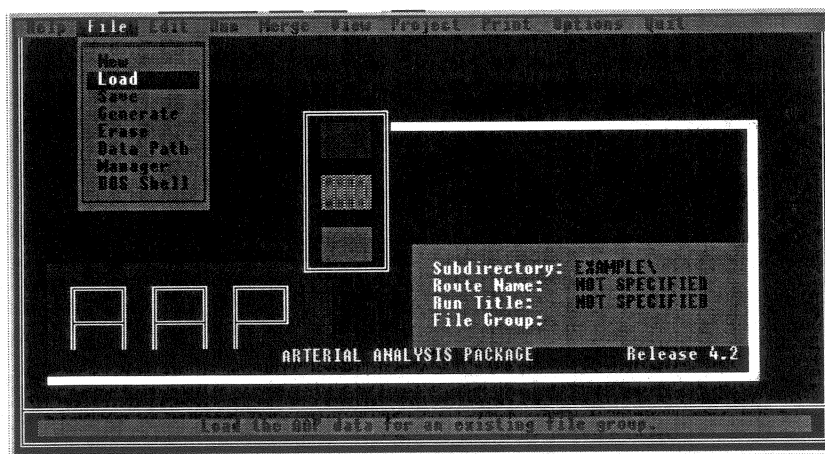 Help File Edit Run Merge View Project Print Options Quit
New
Load
Save
Generate
Erase
Data Path
Manager
DOS Shell
Subdirectory: EXAMPLE\
Route Name: NOT SPECIFIED
Run Title: NOT SPECIFIED
File Group:
AAP
ARTERIAL ANALYSIS PACKAGE Release 4.2
Load the AAP data for an existing file group.